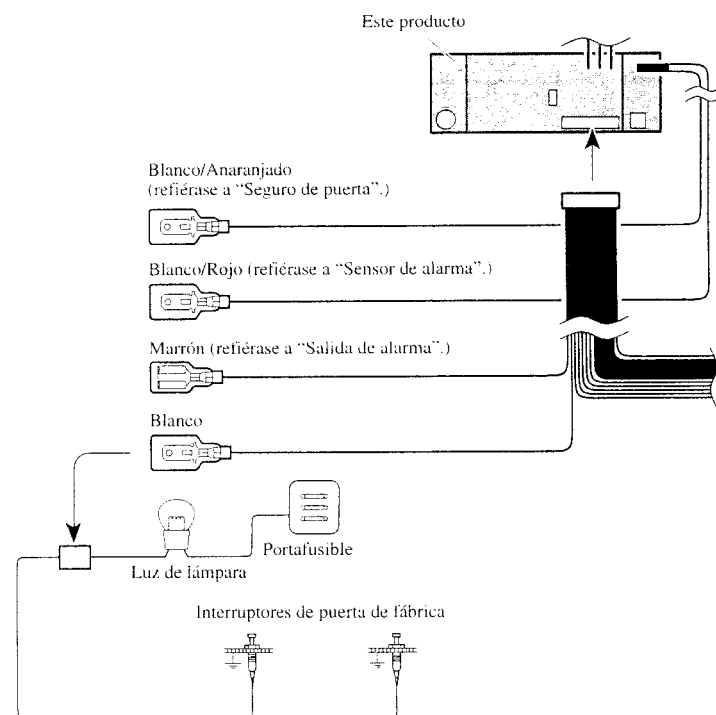 Este producto
Blanco/Anaranjado
(refiérase a “Seguro de puerta”.)
Blanco/Rojo (refiérase a “Sensor de alarma”.)
Marrón (refiérase a “Salida de alarma”.)
Blanco
Portafusible
Luz de lámpara
Interruptores de puerta de fábrica